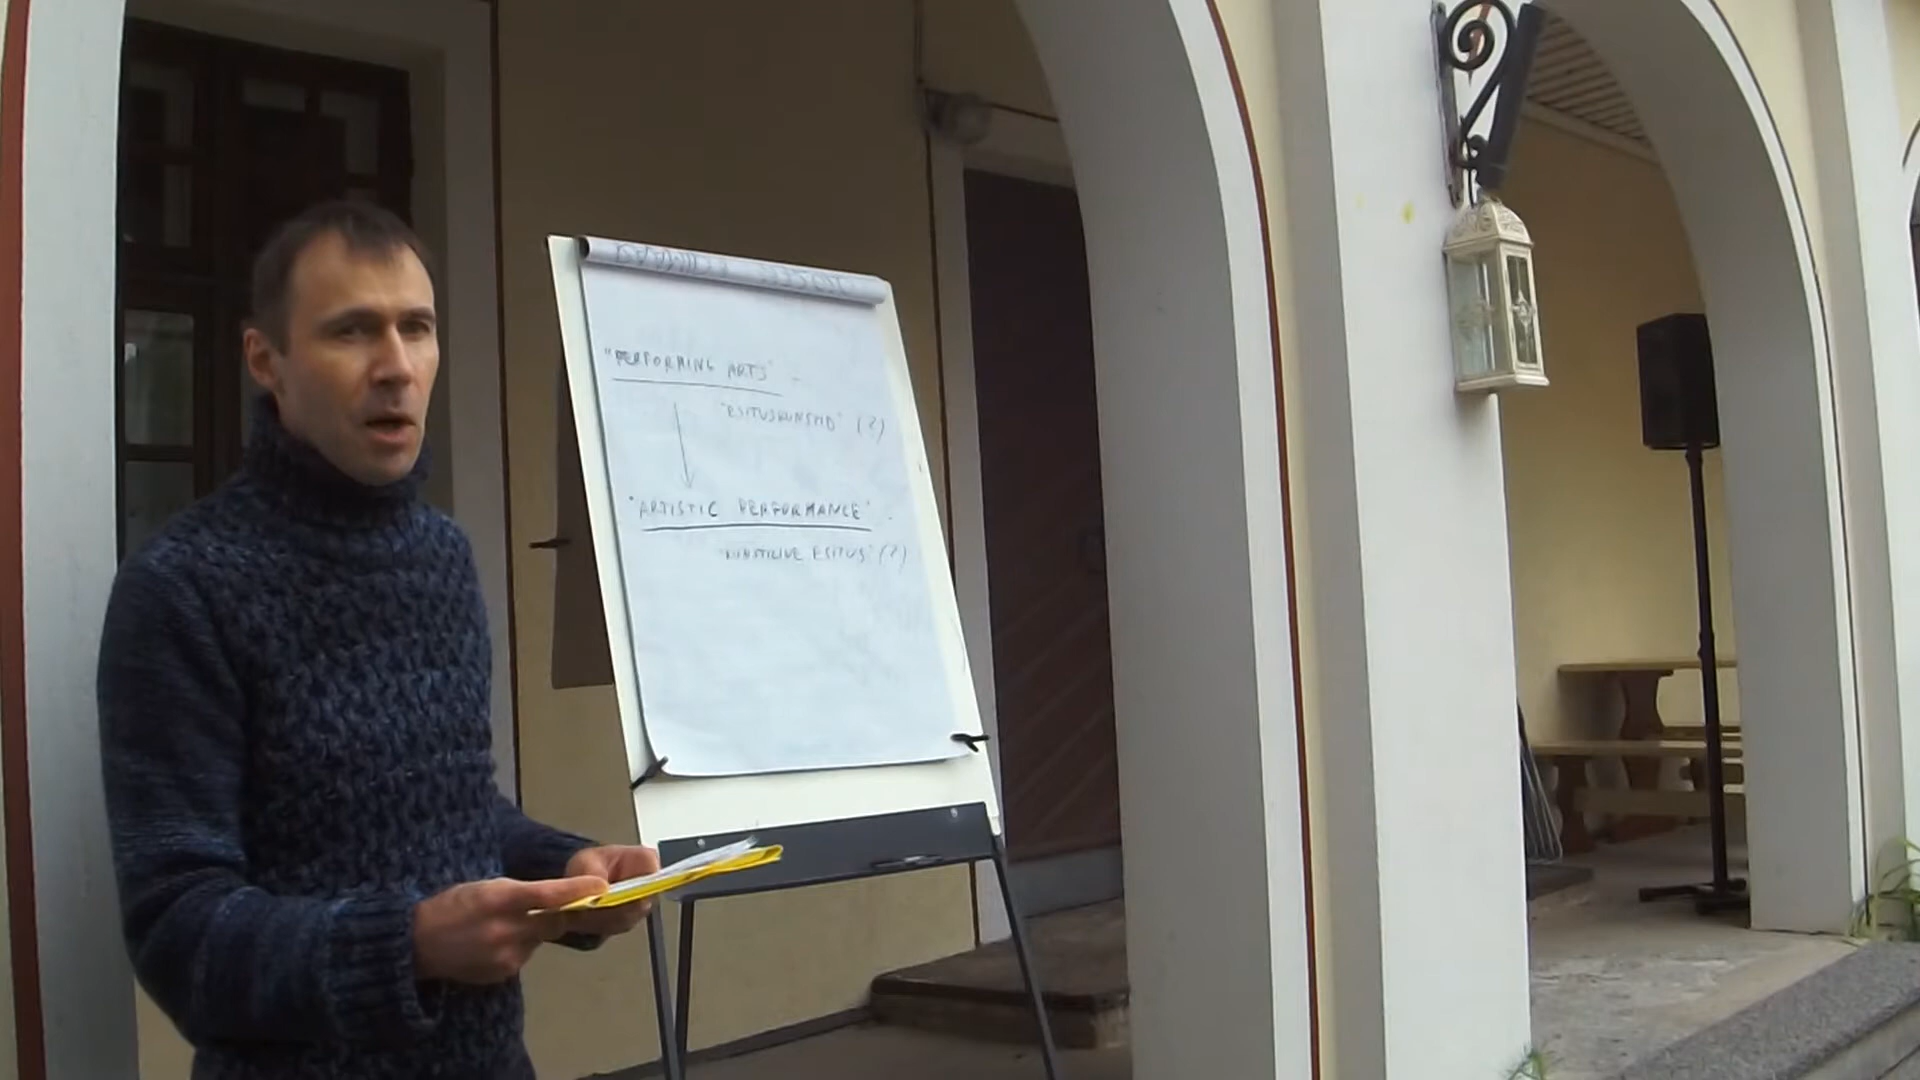 "PERFORMING ARTS" -
"ESITUSKUNSTID" (?)
"ARTISTIC PERFORMANCE" -
ESITUS" (?)